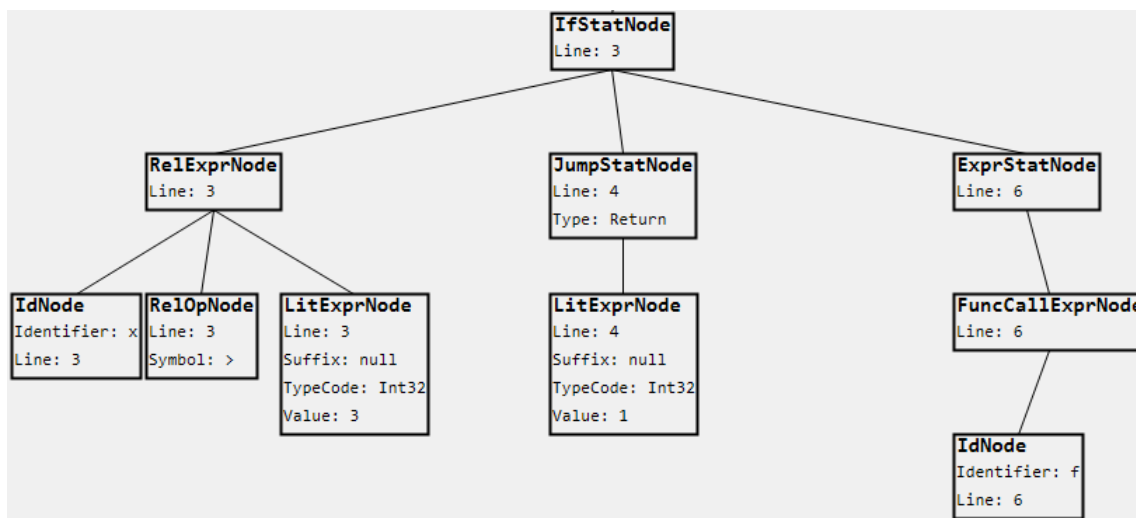 IfStatNode
Line: 3
RelExprNode
Line: 3
JumpStatNode
Line: 4
Type: Return
ExprStatNode
Line: 6
IdNode
Identifier: x
Line: 3
RelOpNode
Line: 3
Symbol: >
LitExprNode
Line: 3
Suffix: null
TypeCode: Int32
Value: 3
LitExprNode
Line: 4
Suffix: null
TypeCode: Int32
Value: 1
FuncCallExprNode
Line: 6
IdNode
Identifier: f
Line: 6